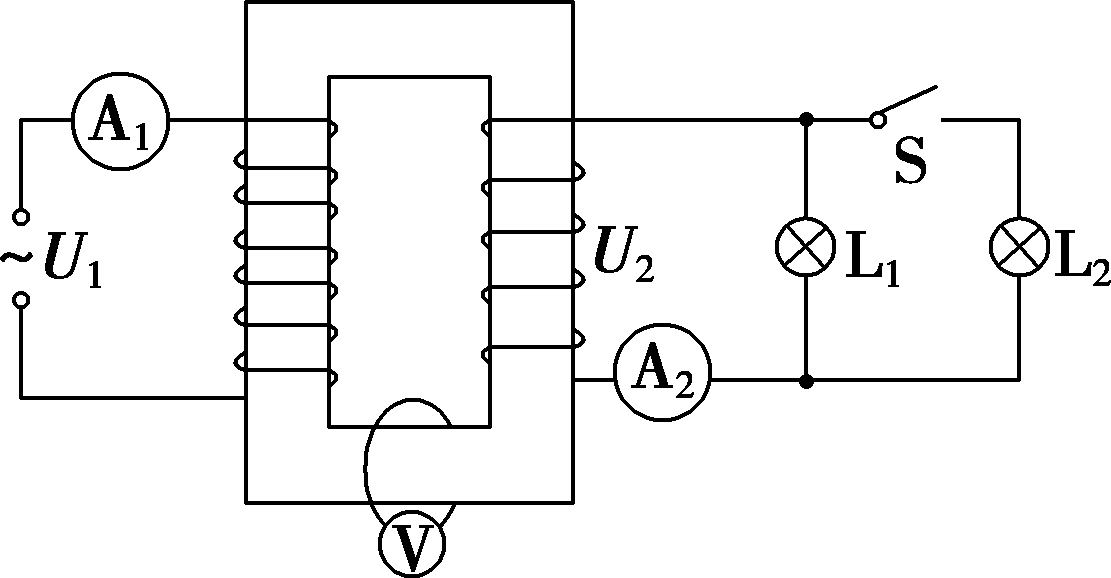 A₁
S
~U₁
U₂
L₁
L₂
A₂
V